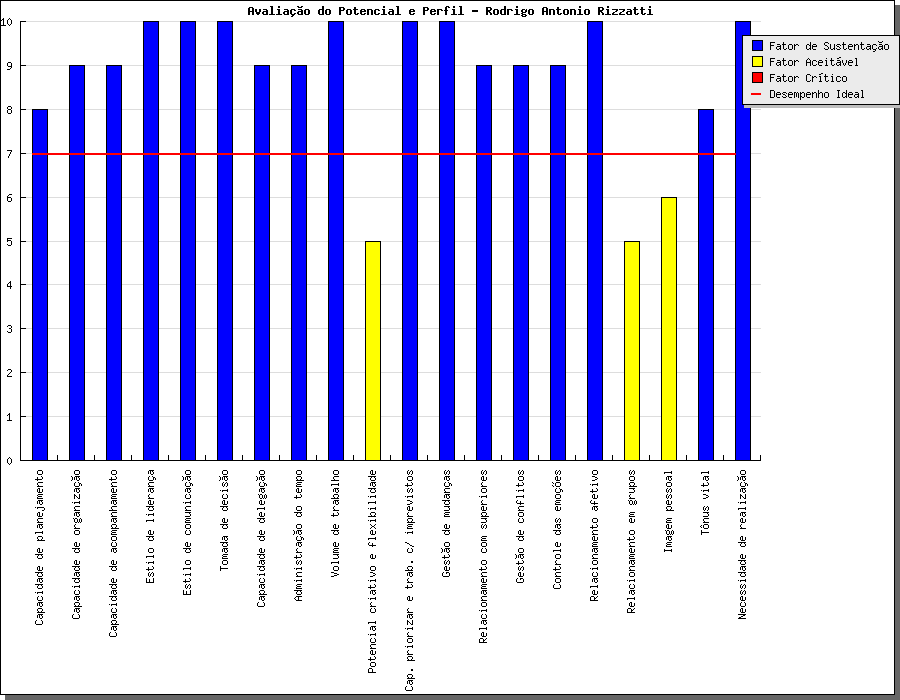 Avaliação do Potencial e Perfil - Rodrigo Antonio Rizzatti
10
9
8
7
6
5
4
3
2
1
0
Fator de Sustentação
Fator Aceitável
Fator Crítico
Desempenho Ideal
Capacidade de planejamento
Capacidade de organização
Capacidade de acompanhamento
Estilo de liderança
Estilo de comunicação
Tomada de decisão
Capacidade de delegação
Administração do tempo
Volume de trabalho
Potencial criativo e flexibilidade
Cap. priorizar e trab. c/ imprevistos
Gestão de mudanças
Relacionamento com superiores
Gestão de conflitos
Controle das emoções
Relacionamento afetivo
Relacionamento em grupos
Imagem pessoal
Tônus vital
Necessidade de realização